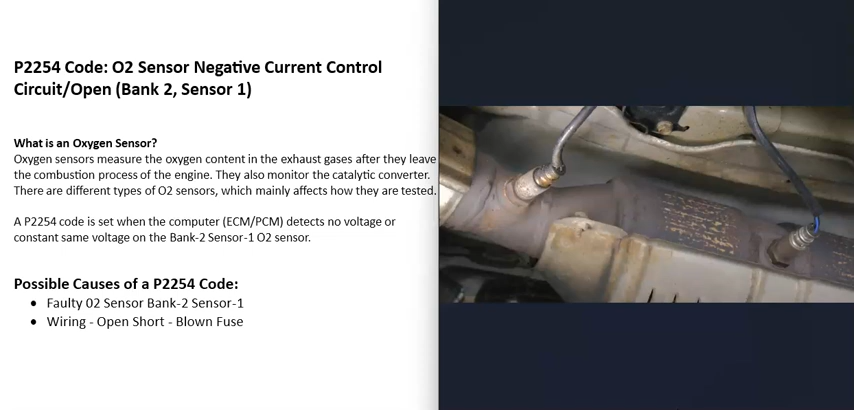 P2254 Code: O2 Sensor Negative Current Control
Circuit/Open (Bank 2, Sensor 1)
What is an Oxygen Sensor?
Oxygen sensors measure the oxygen content in the exhaust gases after they leave
the combustion process of the engine. They also monitor the catalytic converter.
There are different types of O2 sensors, which mainly affects how they are tested.
A P2254 code is set when the computer (ECM/PCM) detects no voltage or
constant same voltage on the Bank-2 Sensor-1 O2 sensor.
Possible Causes of a P2254 Code:
• Faulty 02 Sensor Bank-2 Sensor-1
• Wiring - Open Short - Blown Fuse